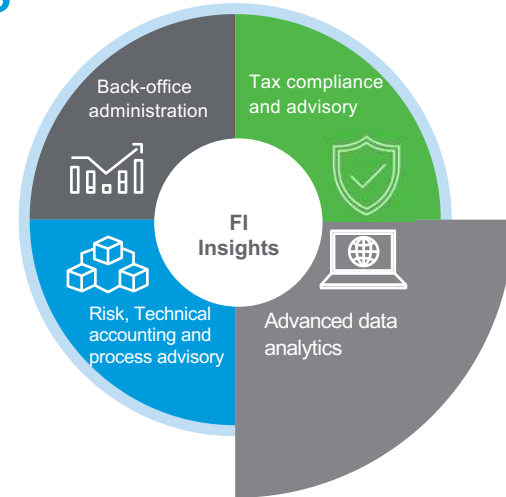 Back-office
administration
Tax compliance
and advisory
FI
Insights
Risk, Technical
accounting and
process advisory
Advanced data
analytics